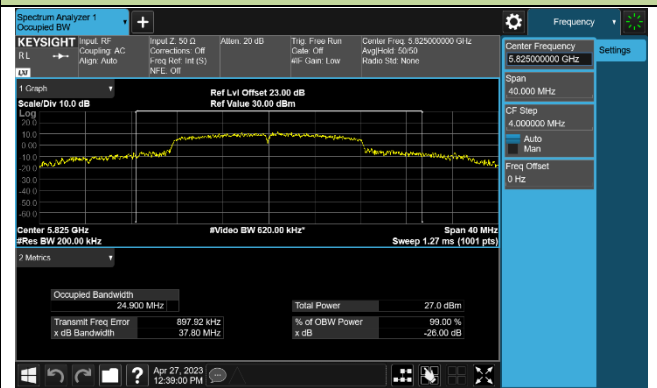 Spectrum Analyzer 1
Occupied BW
Frequency
KEYSIGHT
RL
Input: RF
Coupling: AC
Align: Auto
Input Z: 50 Ω
Corrections: Off
Freq Ref: Int (S)
NFE: Off
Atten: 20 dB
Trig: Free Run
Gate: Off
#IF Gain: Low
Center Freq: 5.825000000 GHz
Avg|Hold: 50/50
Radio Std: None
Center Frequency
5.825000000 GHz
Settings
Span
40.000 MHz
CF Step
4.000000 MHz
Auto
Man
Freq Offset
0 Hz
1 Graph
Scale/Div 10.0 dB
Ref Lvl Offset 23.00 dB
Ref Value 30.00 dBm
Log
20.0
10.0
0.00
-10.0
-20.0
-30.0
-40.0
-50.0
-60.0
Center 5.825 GHz
#Res BW 200.00 kHz
#Video BW 620.00 kHz*
Span 40 MHz
Sweep 1.27 ms (1001 pts)
2 Metrics
Occupied Bandwidth
24.900 MHz
Total Power
27.0 dBm
Transmit Freq Error
897.92 kHz
% of OBW Power
99.00 %
x dB Bandwidth
37.80 MHz
x dB
-26.00 dB
Apr 27, 2023
12:39:00 PM